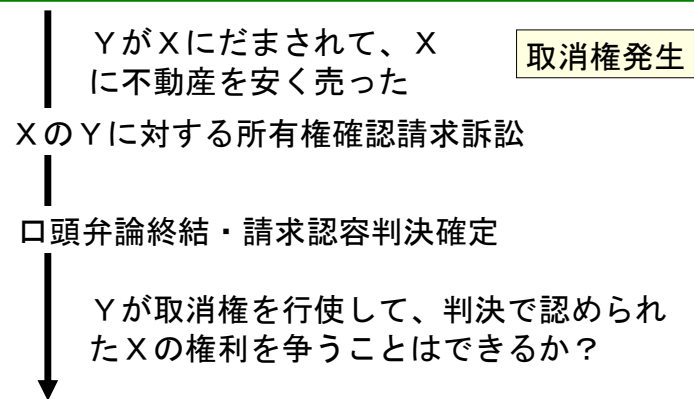 ＹがＸにだまされて、Ｘ
に不動産を安く売った
取消権発生
ＸのＹに対する所有権確認請求訴訟
口頭弁論終結・請求認容判決確定
Ｙが取消権を行使して、判決で認められ
たＸの権利を争うことはできるか？